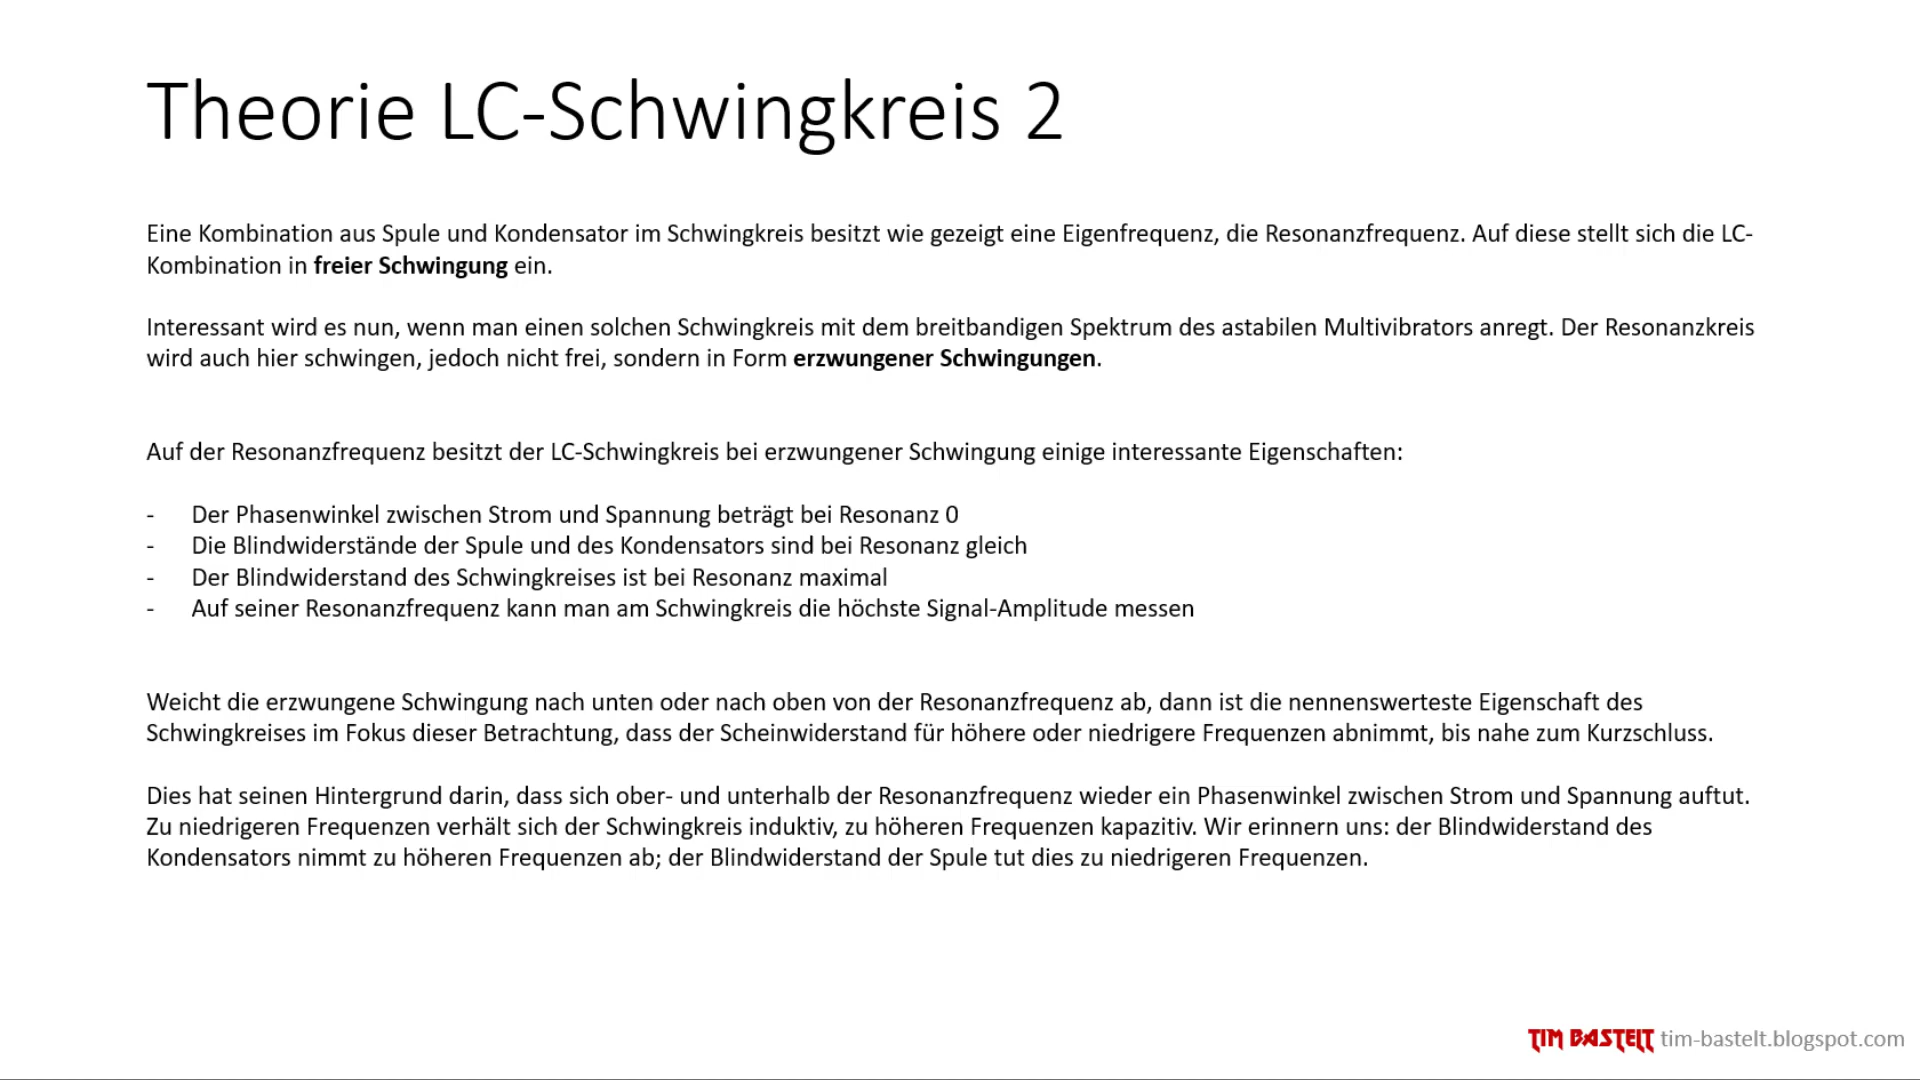 Theorie LC-Schwingkreis 2
Eine Kombination aus Spule und Kondensator im Schwingkreis besitzt wie gezeigt eine Eigenfrequenz, die Resonanzfrequenz. Auf diese stellt sich die LC-
Kombination in freier Schwingung ein.
Interessant wird es nun, wenn man einen solchen Schwingkreis mit dem breitbandigen Spektrum des astabilen Multivibrators anregt. Der Resonanzkreis
wird auch hier schwingen, jedoch nicht frei, sondern in Form erzwungener Schwingungen.
Auf der Resonanzfrequenz besitzt der LC-Schwingkreis bei erzwungener Schwingung einige interessante Eigenschaften:
- Der Phasenwinkel zwischen Strom und Spannung beträgt bei Resonanz 0
- Die Blindwiderstände der Spule und des Kondensators sind bei Resonanz gleich
- Der Blindwiderstand des Schwingkreises ist bei Resonanz maximal
- Auf seiner Resonanzfrequenz kann man am Schwingkreis die höchste Signal-Amplitude messen
Weicht die erzwungene Schwingung nach unten oder nach oben von der Resonanzfrequenz ab, dann ist die nennenswerteste Eigenschaft des
Schwingkreises im Fokus dieser Betrachtung, dass der Scheinwiderstand für höhere oder niedrigere Frequenzen abnimmt, bis nahe zum Kurzschluss.
Dies hat seinen Hintergrund darin, dass sich ober- und unterhalb der Resonanzfrequenz wieder ein Phasenwinkel zwischen Strom und Spannung auftut.
Zu niedrigeren Frequenzen verhält sich der Schwingkreis induktiv, zu höheren Frequenzen kapazitiv. Wir erinnern uns: der Blindwiderstand des
Kondensators nimmt zu höheren Frequenzen ab; der Blindwiderstand der Spule tut dies zu niedrigeren Frequenzen.
TIM BASTELT tim-bastelt.blogspot.com